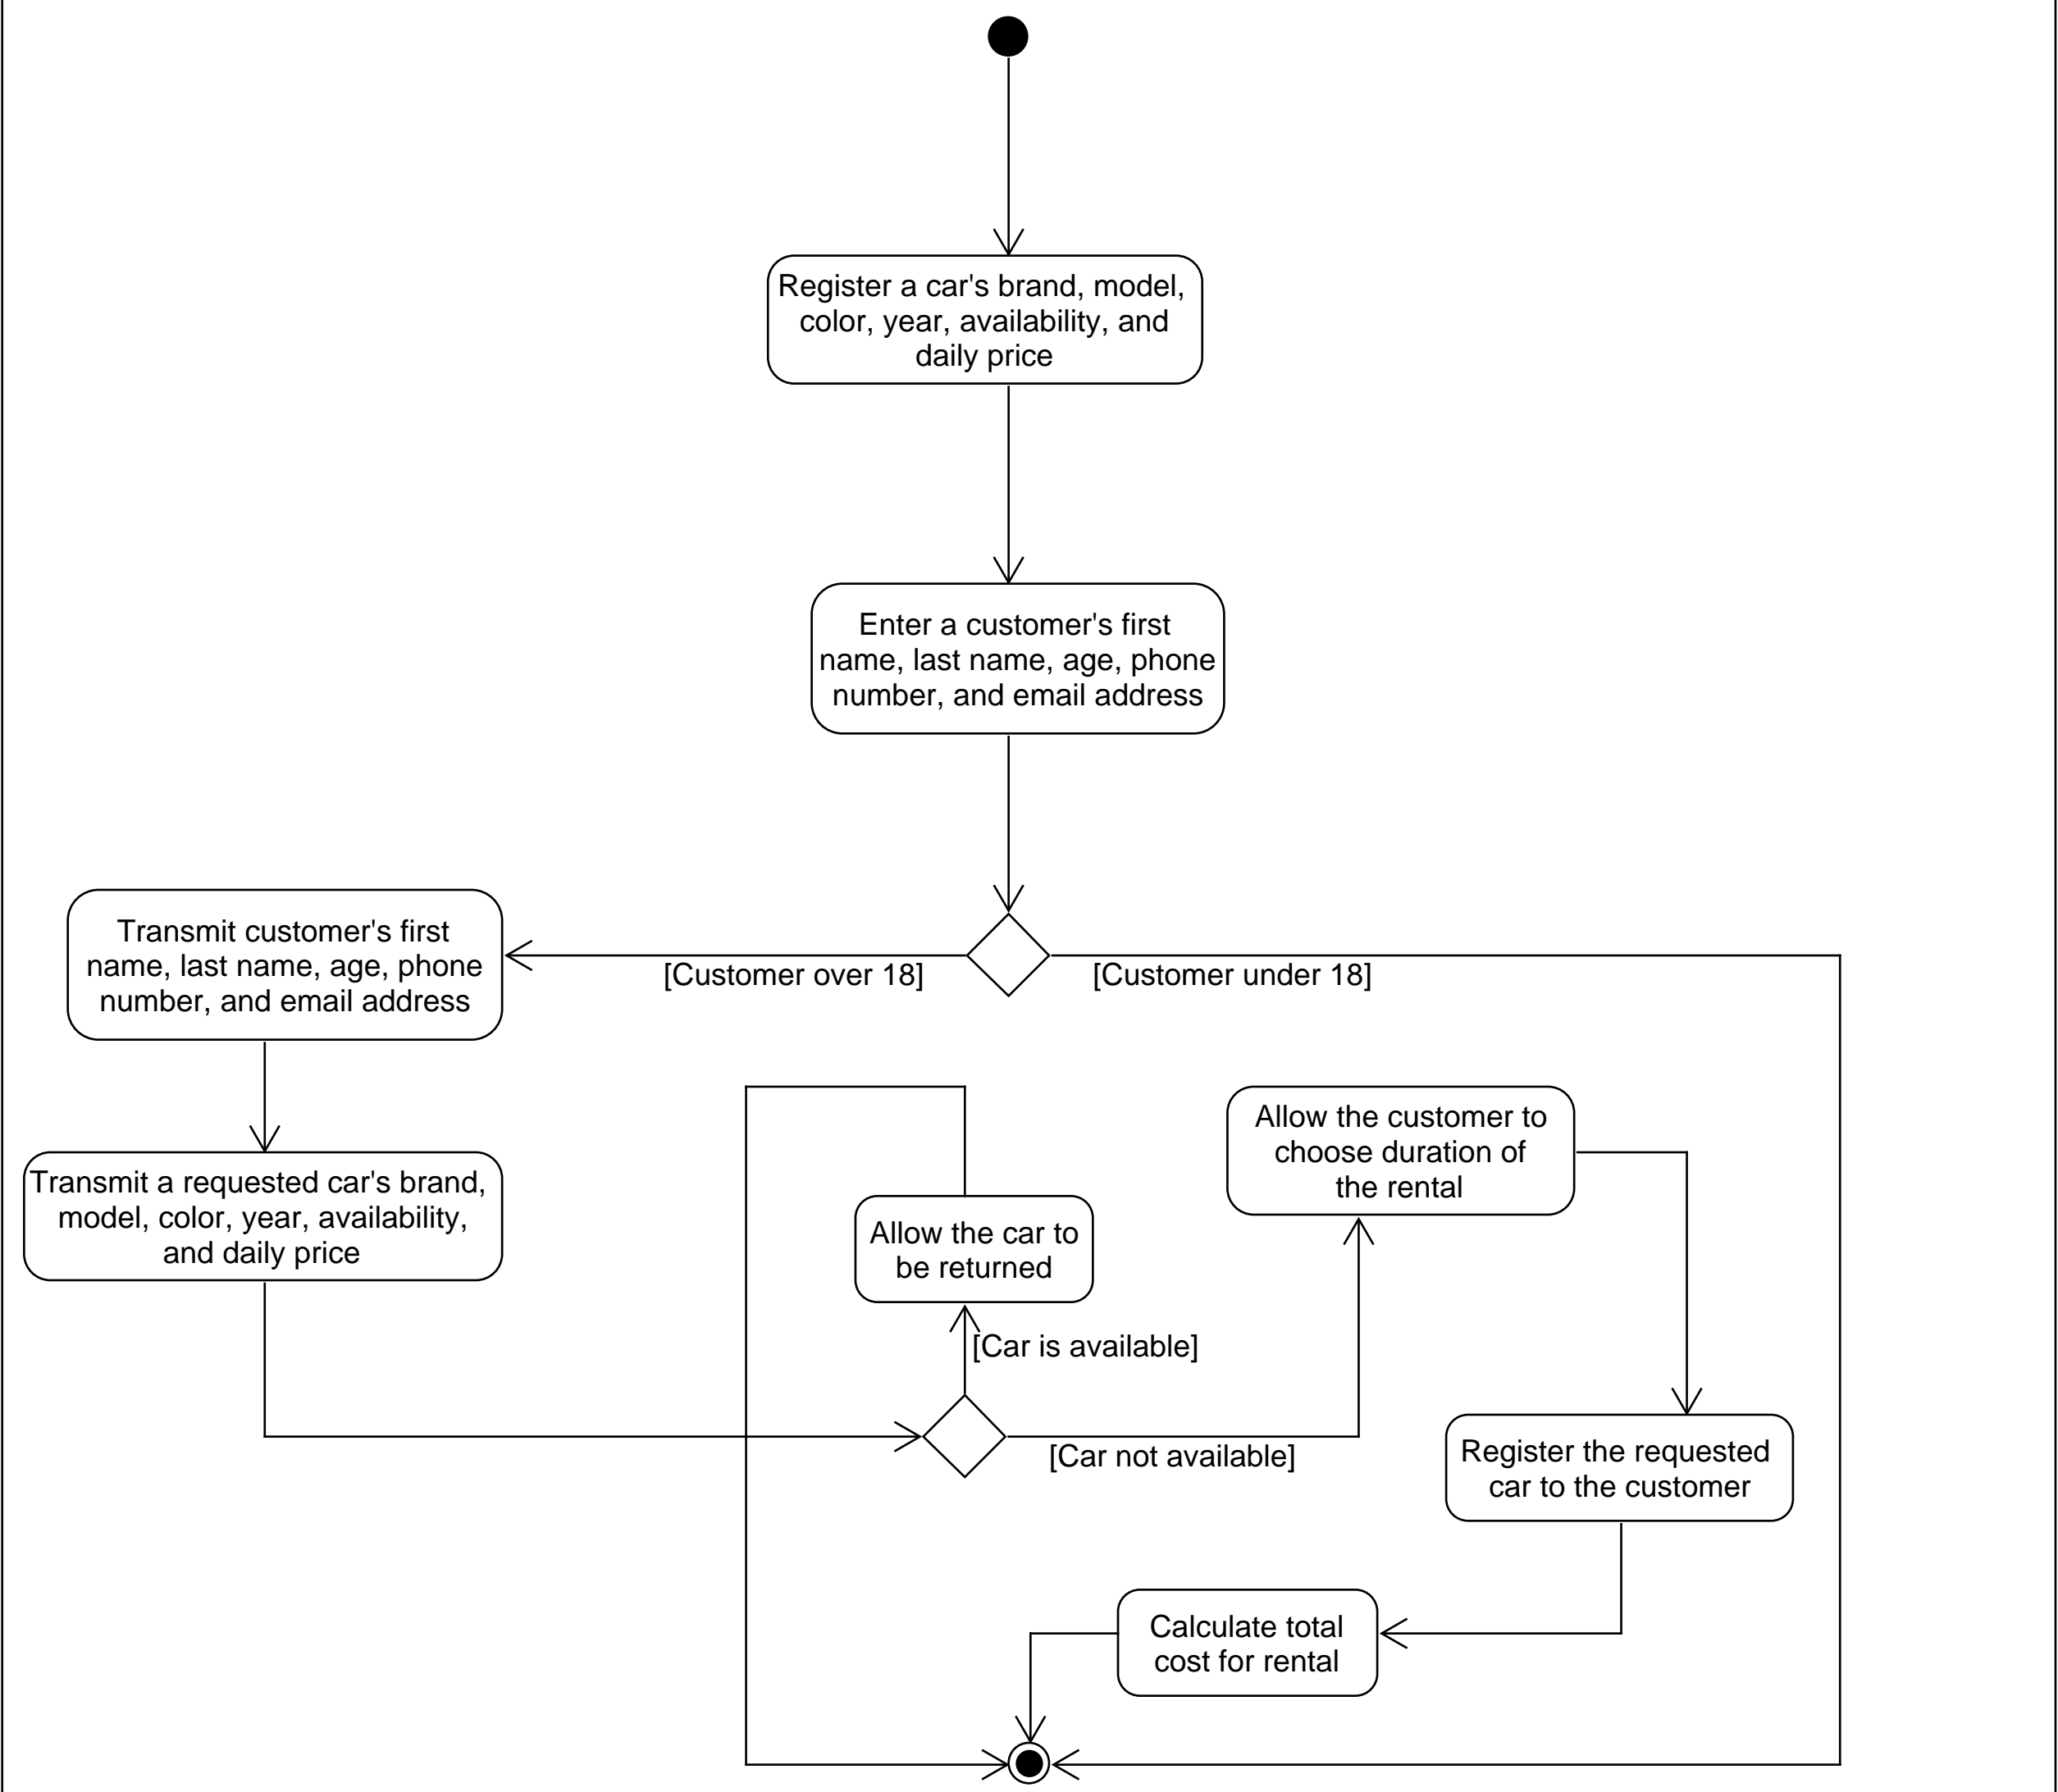 Register a car's brand, model,
color, year, availability, and
daily price
Enter a customer's first
name, last name, age, phone
number, and email address
Transmit customer's first
name, last name, age, phone
number, and email address
[Customer over 18]
[Customer under 18]
Transmit a requested car's brand,
model, color, year, availability,
and daily price
Allow the car to
be returned
Allow the customer to
choose duration of
the rental
[Car is available]
[Car not available]
Register the requested
car to the customer
Calculate total
cost for rental